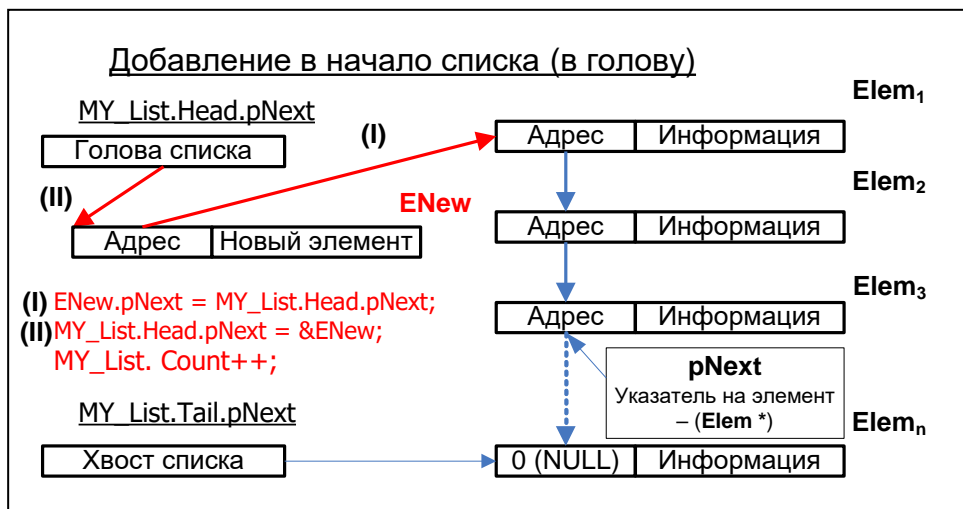 Добавление в начало списка (в голову)
MY_List.Head.pNext
Голова списка
(I)
(II)
ENew
Адрес Новый элемент
Elem1
Адрес Информация
Elem2
Адрес Информация
Elem3
Адрес Информация
(I) ENew.pNext = MY_List.Head.pNext;
(II) MY_List.Head.pNext = &ENew;
MY_List. Count++;
pNext
Указатель на элемент
– (Elem *)
MY_List.Tail.pNext
Хвост списка
Elemn
0 (NULL) Информация